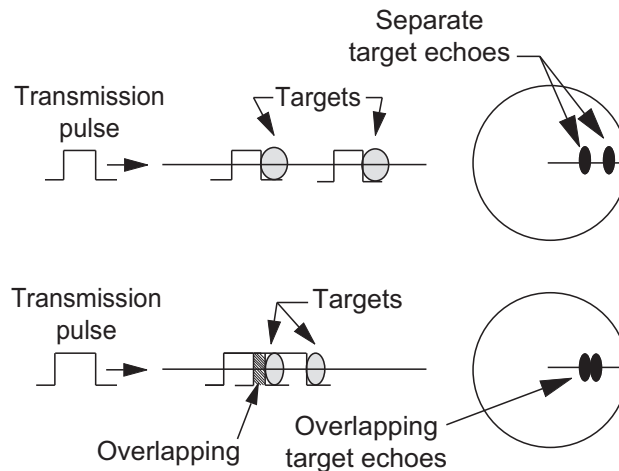 Separate
target echoes
Transmission
pulse
Targets
Transmission
pulse
Targets
Overlapping
Overlapping
target echoes